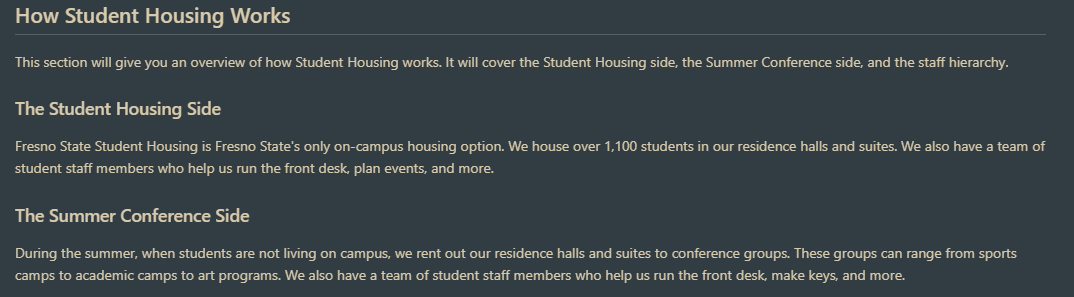 How Student Housing Works
This section will give you an overview of how Student Housing works. It will cover the Student Housing side, the Summer Conference side, and the staff hierarchy.
The Student Housing Side
Fresno State Student Housing is Fresno State's only on-campus housing option. We house over 1,100 students in our residence halls and suites. We also have a team of
student staff members who help us run the front desk, plan events, and more.
The Summer Conference Side
During the summer, when students are not living on campus, we rent out our residence halls and suites to conference groups. These groups can range from sports
camps to academic camps to art programs. We also have a team of student staff members who help us run the front desk, make keys, and more.